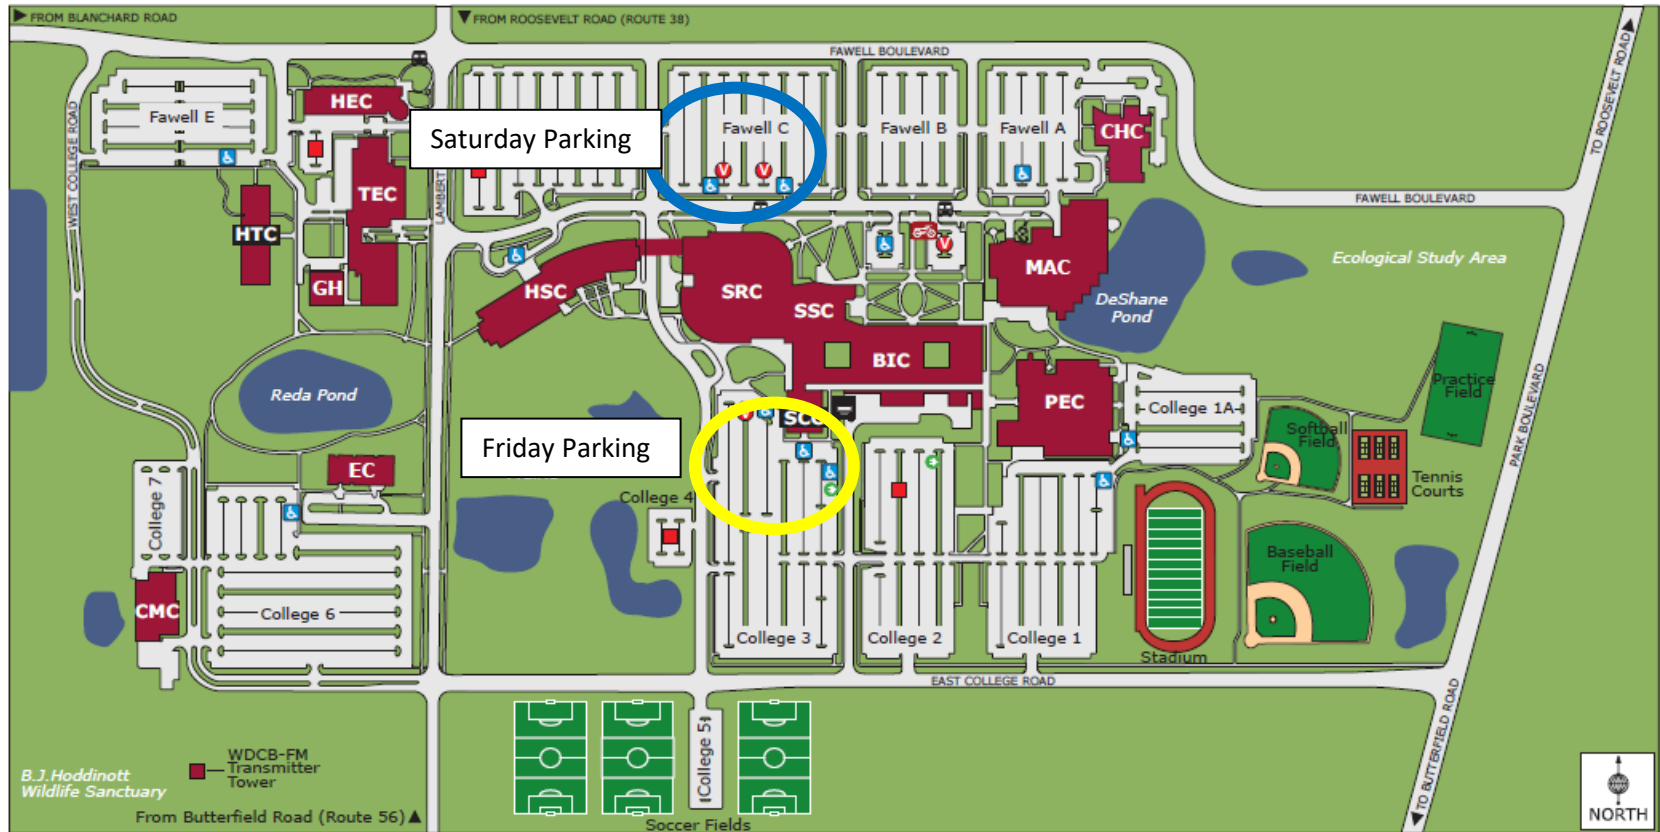 FROM BLANCHARD ROAD
FROM ROOSEVELT ROAD (ROUTE 38)
FAWELL BOULEVARD
TO ROOSEVELT ROAD
WEST COLLEGE ROAD
Fawell E
HEC
Saturday Parking
Fawell C
Fawell B
Fawell A
CHC
V
V
TEC
LAMBERT
FAWELL BOULEVARD
HTC
V
Ecological Study Area
GH
HSC
SRC
SSC
MAC
DeShane
Pond
BIC
Reda Pond
Practice
Field
PEC
College 1A
PARK BOULEVARD
V
SCC
Softball
Field
Friday Parking
EC
Tennis
Courts
College 4
College 7
Baseball
Field
CMC
College 6
College 3
College 2
College 1
Stadium
EAST COLLEGE ROAD
TO BUTTERFIELD ROAD
College 5
WDCB-FM
Transmitter
Tower
B.J.Hoddinott
Wildlife Sanctuary
From Butterfield Road (Route 56)
Soccer Fields
NORTH